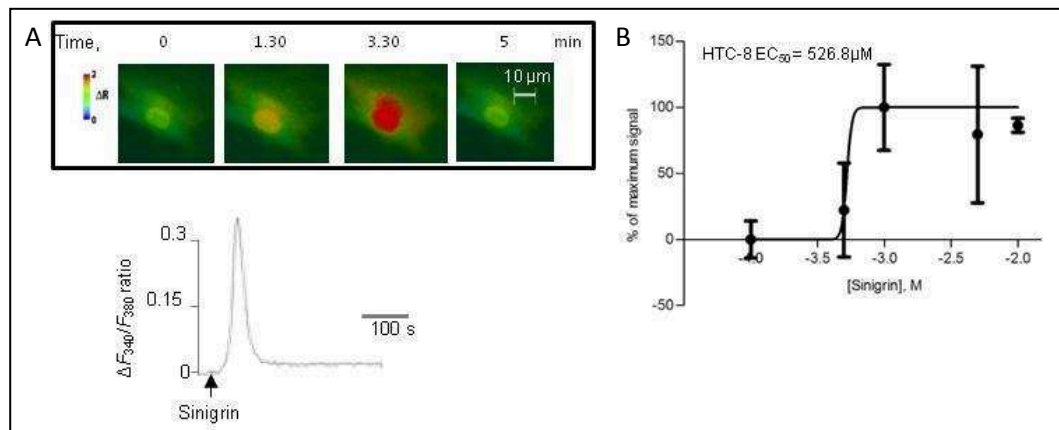 A
Time, 0 1.30 3.30 5 min
2
ΔR
0
10 μm
0.3
0.15
0
ΔF340/F380 ratio
100 s
Sinigrin
B
HTC-8 EC50 = 526.8μM
150
100
50
0
-50
% of maximum signal
-4.0 -3.5 -3.0 -2.5 -2.0
[Sinigrin], M